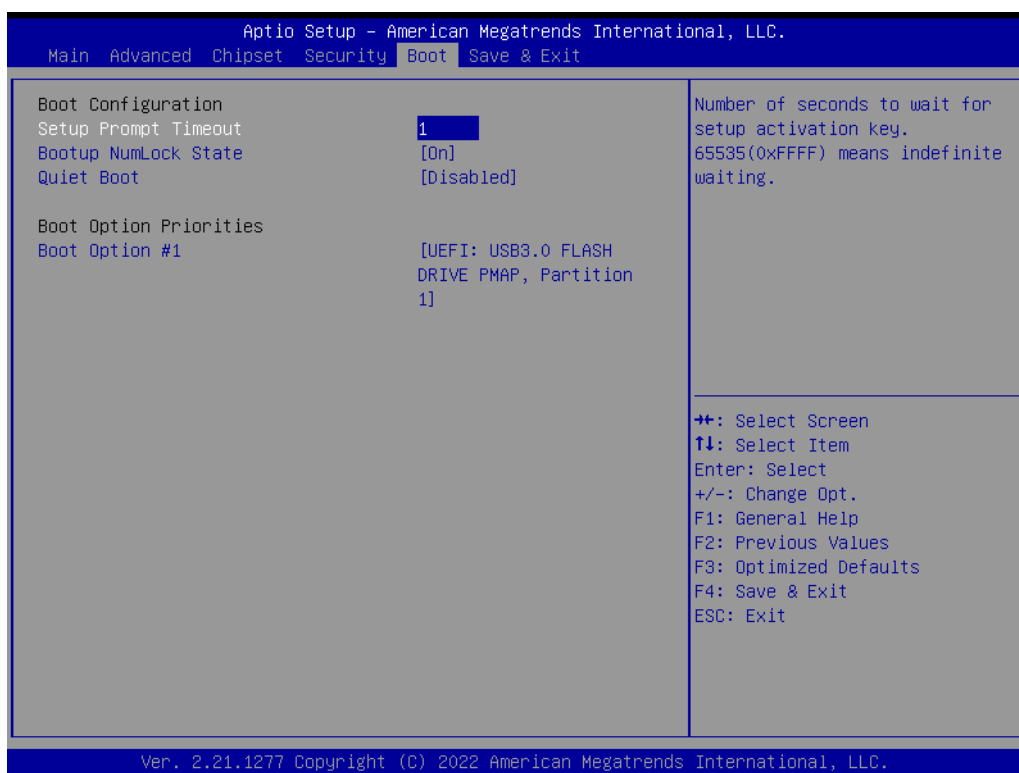 Aptio Setup – American Megatrends International, LLC.
Main Advanced Chipset Security Boot Save & Exit
Boot Configuration
Setup Prompt Timeout 1
Bootup NumLock State [On]
Quiet Boot [Disabled]
Boot Option Priorities
Boot Option #1 [UEFI: USB3.0 FLASH
DRIVE PMAP, Partition
1]
Number of seconds to wait for
setup activation key.
65535(0xFFFF) means indefinite
waiting.
→←: Select Screen
↑↓: Select Item
Enter: Select
+/-: Change Opt.
F1: General Help
F2: Previous Values
F3: Optimized Defaults
F4: Save & Exit
ESC: Exit
Ver. 2.21.1277 Copyright (C) 2022 American Megatrends International, LLC.